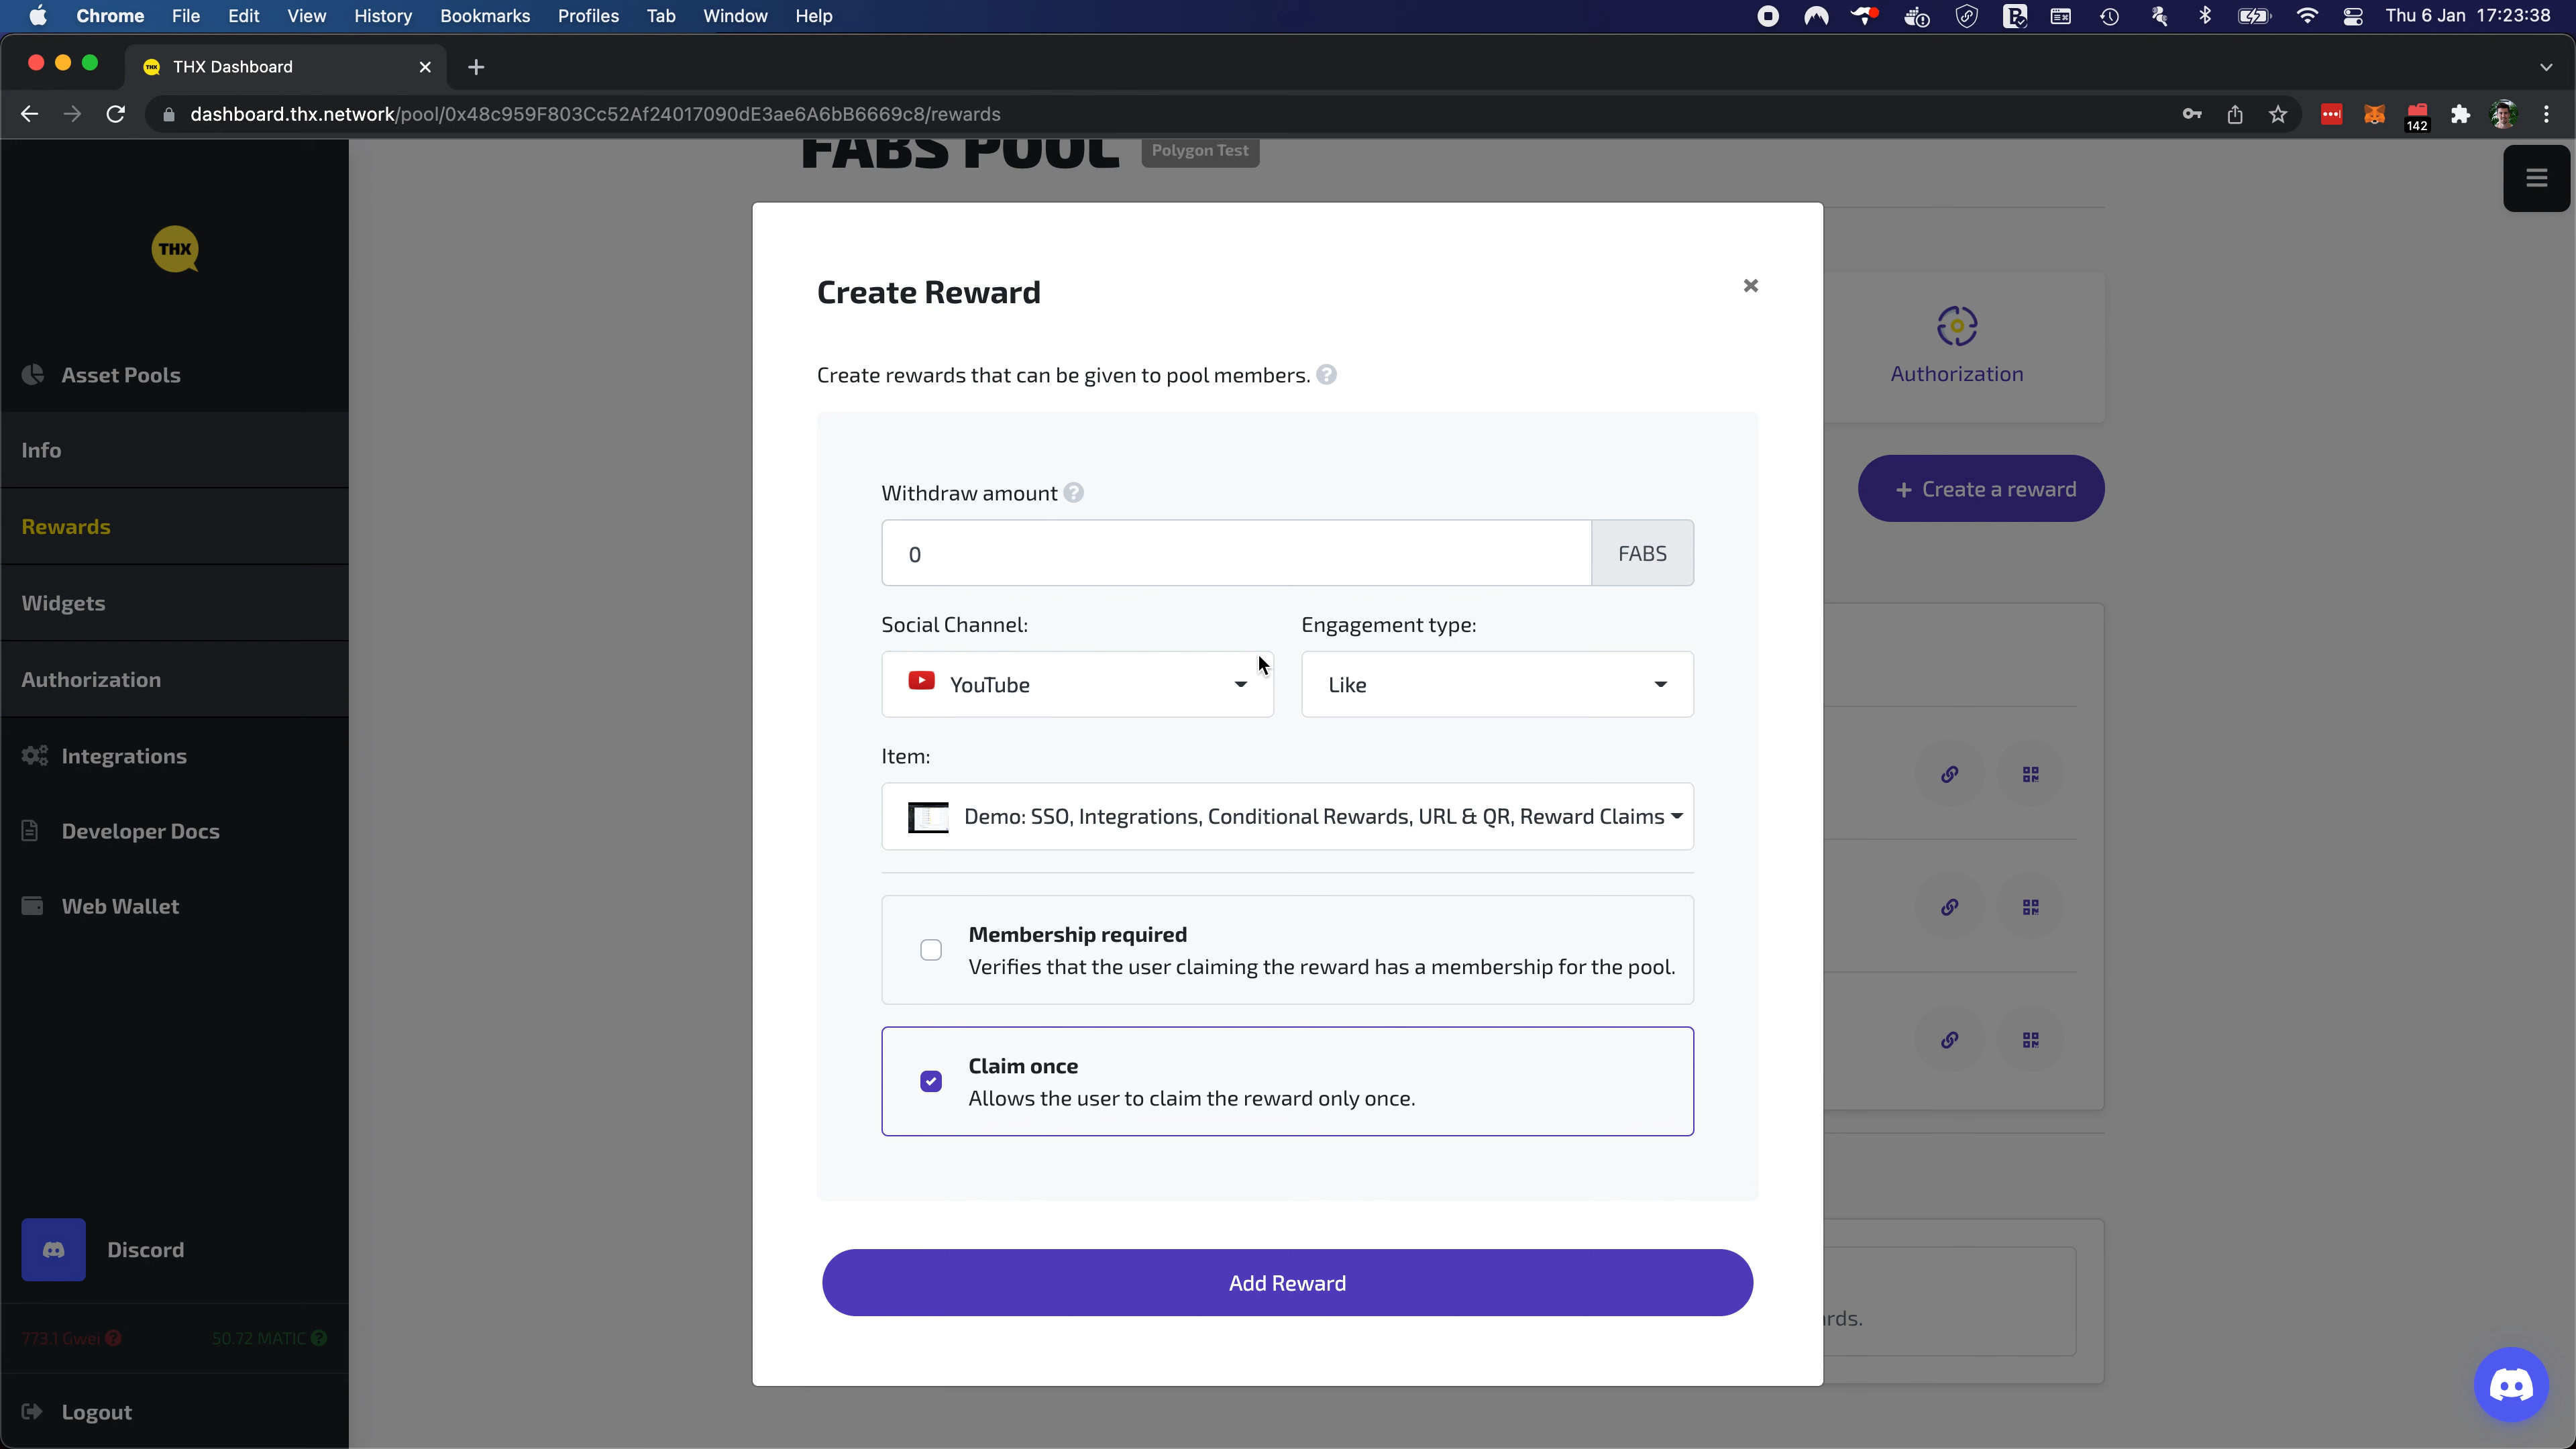 Chrome File Edit View History Bookmarks Profiles Tab Window Help Thu 6 Jan 17:23:38
THX Dashboard
dashboard.thx.network/pool/0x48c959F803Cc52Af24017090dE3ae6A6bB6669c8/rewards
142
FABS POOL Polygon Test
THX
Asset Pools
Info
Rewards
Widgets
Authorization
Integrations
Developer Docs
Web Wallet
Discord
773.1 Gwei ? 50.72 MATIC ?
Logout
Create Reward
Create rewards that can be given to pool members. ?
Withdraw amount ?
0 FABS
Social Channel: Engagement type:
YouTube Like
Item:
Demo: SSO, Integrations, Conditional Rewards, URL & QR, Reward Claims
Membership required
Verifies that the user claiming the reward has a membership for the pool.
Claim once
Allows the user to claim the reward only once.
Add Reward
Authorization
+ Create a reward